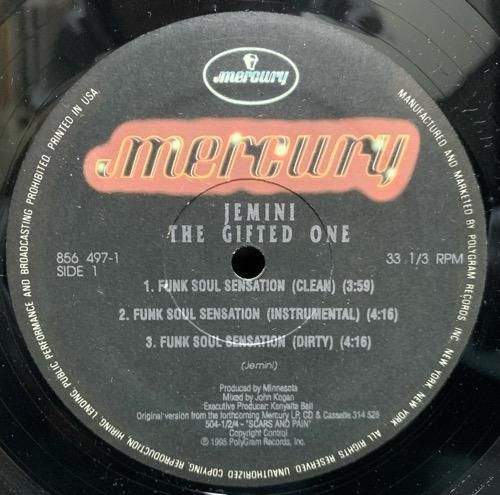 mercury
mercury
JEMINI
THE GIFTED ONE
856 497-1
SIDE 1
33 1/3 RPM
1. FUNK SOUL SENSATION (CLEAN) (3:59)
2. FUNK SOUL SENSATION (INSTRUMENTAL) (4:16)
3. FUNK SOUL SENSATION (DIRTY) (4:16)
(Jemini)
Produced by Minnesota
Mixed by John Kogan
Executive Producer: Kenyatta Bell
Original version from the forthcoming Mercury LP, CD & Cassette 314 528
504-1/2/4 - "SCARS AND PAIN"
Copyright Control
© 1995 PolyGram Records, Inc.
MANUFACTURED AND MARKETED BY POLYGRAM RECORDS INC. NEW YORK, NEW YORK. ALL RIGHTS RESERVED UNAUTHORIZED COPYING, REPRODUCTION, HIRING, LENDING, PUBLIC PERFORMANCE AND BROADCASTING PROHIBITED. PRINTED IN USA.